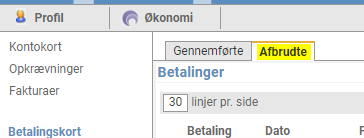 Profil Økonomi
Kontokort
Opkrævninger
Fakturaer
Betalingskort
Gennemførte Afbrudte
Betalinger
30 linjer pr. side
Betaling Dato